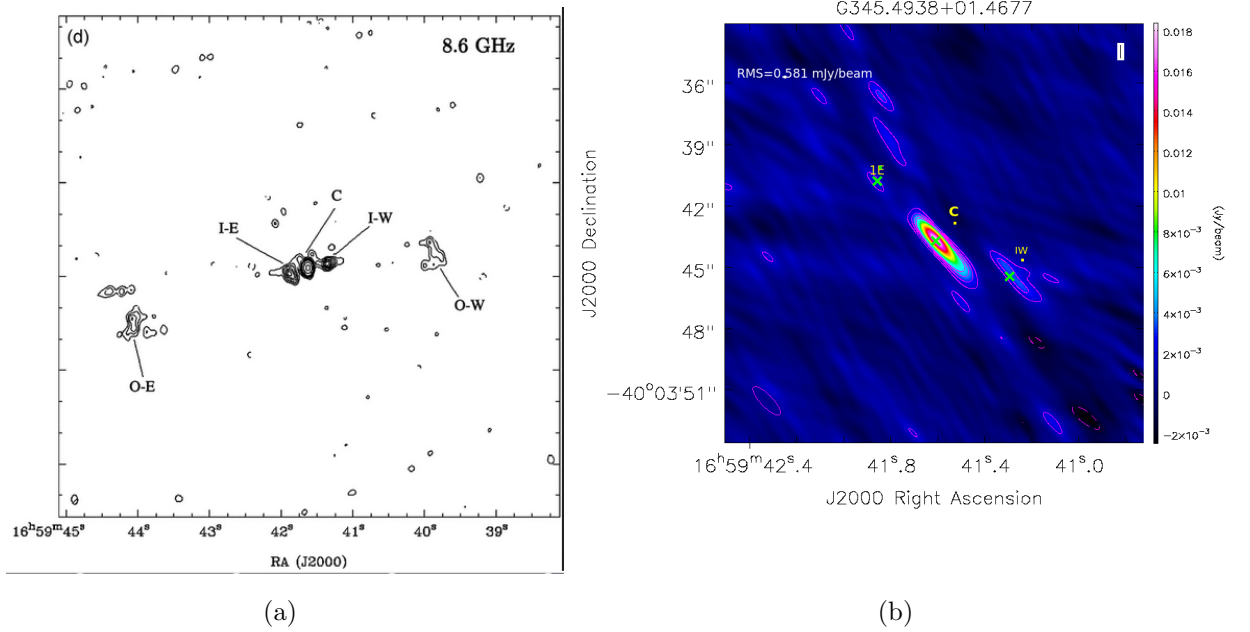 (d)
8.6 GHz
C
I-E
I-W
O-W
O-E
16ʰ59ᵐ45ˢ 44ˢ 43ˢ 42ˢ 41ˢ 40ˢ 39ˢ
RA (J2000)
(a)
G345.4938+01.4677
RMS=0.581 mJy/beam
I
1E
C
IW
J2000 Declination
36"
39"
42"
45"
48"
−40°03'51"
16ʰ59ᵐ42ˢ.4 41ˢ.8 41ˢ.4 41ˢ.0
J2000 Right Ascension
0.018
0.016
0.014
0.012
0.01
8×10⁻³
6×10⁻³
4×10⁻³
2×10⁻³
0
−2×10⁻³
(Jy/beam)
(b)